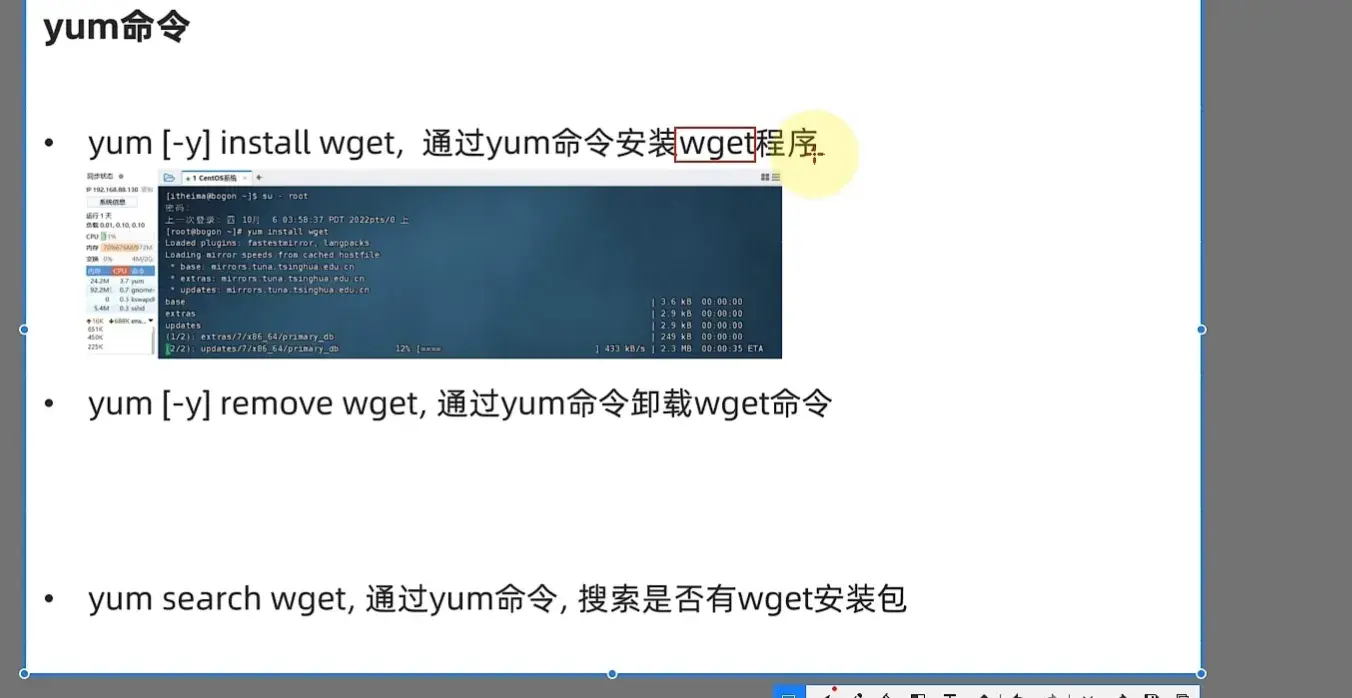 yum命令
• yum [-y] install wget, 通过yum命令安装wget程序
同步状态
IP 192.168.88.130
系统信息
运行 1 天
负载 0.01, 0.10, 0.10
CPU 1%
内存
交换 0% 4M/2G
内存 CPU 命令
24.2M 3.7 yum
92.2M 0.7 gnome-
0 0.3 kswapd
5.4M 0.3 sshd
651K
450K
225K
1 CentOS系统 × +
[itheima@bogon ~]$ su - root
密码:
上一次登录: 四 10月 6 03:58:37 PDT 2022pts/0 上
[root@bogon ~]# yum install wget
Loaded plugins: fastestmirror, langpacks
Loading mirror speeds from cached hostfile
* base: mirrors.tuna.tsinghua.edu.cn
* extras: mirrors.tuna.tsinghua.edu.cn
* updates: mirrors.tuna.tsinghua.edu.cn
base | 3.6 kB 00:00:00
extras | 2.9 kB 00:00:00
updates | 2.9 kB 00:00:00
(1/2): extras/7/x86_64/primary_db | 249 kB 00:00:00
(2/2): updates/7/x86_64/primary_db 12% [==== ] 433 kB/s | 2.3 MB 00:00:35 ETA
• yum [-y] remove wget, 通过yum命令卸载wget命令
• yum search wget, 通过yum命令, 搜索是否有wget安装包